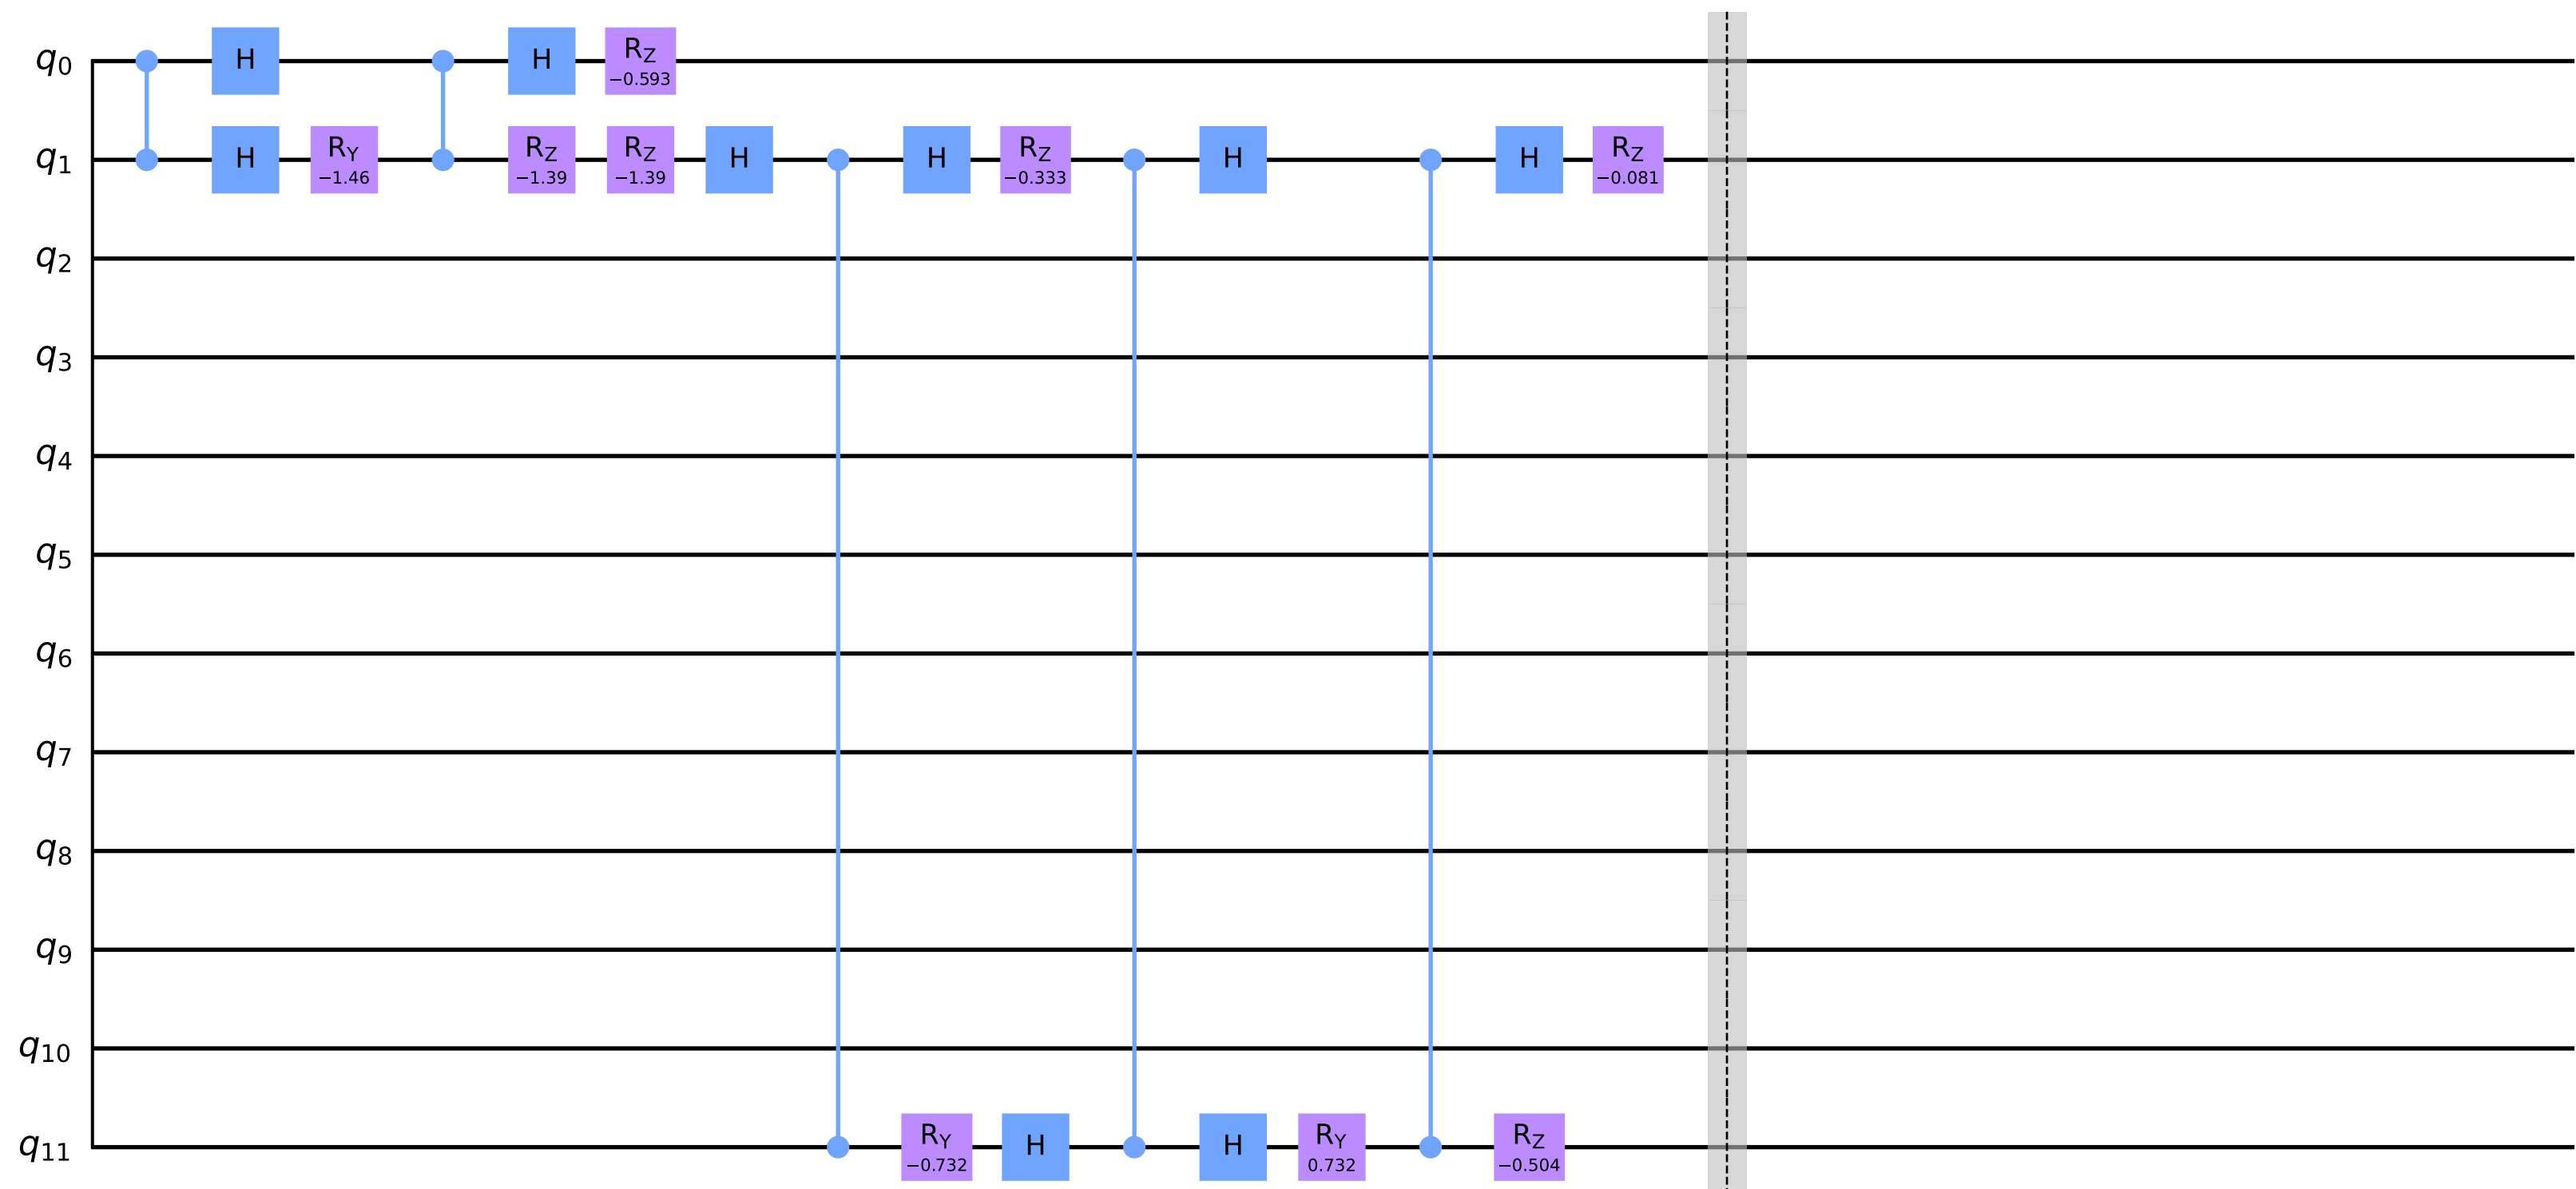 q0 H H RZ −0.593
q1 H RY −1.46 RZ −1.39 RZ −1.39 H H RZ −0.333 H H RZ −0.081
q2
q3
q4
q5
q6
q7
q8
q9
q10
q11 RY −0.732 H H RY 0.732 RZ −0.504